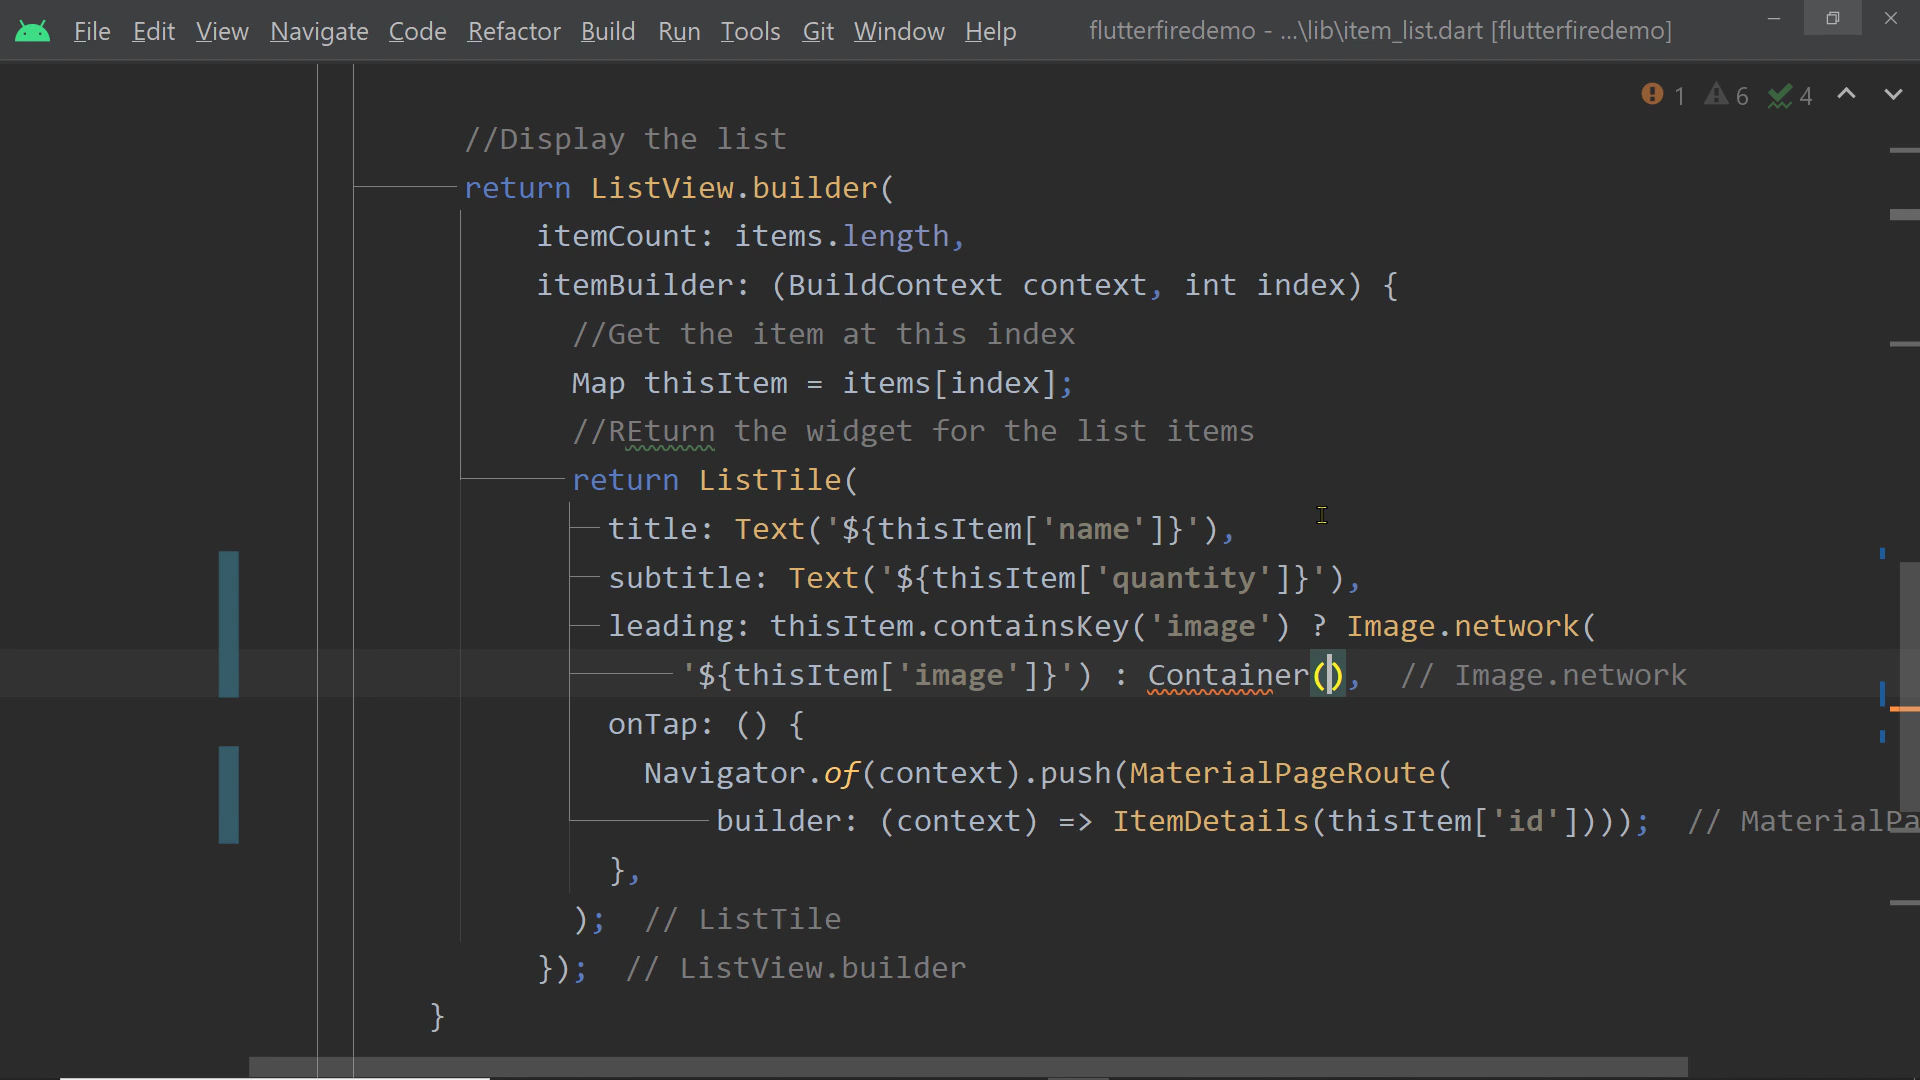 File Edit View Navigate Code Refactor Build Run Tools Git Window Help flutterfiredemo - ...\lib\item_list.dart [flutterfiredemo]
1 6 4
//Display the list
return ListView.builder(
itemCount: items.length,
itemBuilder: (BuildContext context, int index) {
//Get the item at this index
Map thisItem = items[index];
//REturn the widget for the list items
return ListTile(
title: Text('${thisItem['name']}'),
subtitle: Text('${thisItem['quantity']}'),
leading: thisItem.containsKey('image') ? Image.network(
'${thisItem['image']}') : Container(), // Image.network
onTap: () {
Navigator.of(context).push(MaterialPageRoute(
builder: (context) => ItemDetails(thisItem['id']))); // MaterialPa
},
); // ListTile
}); // ListView.builder
}